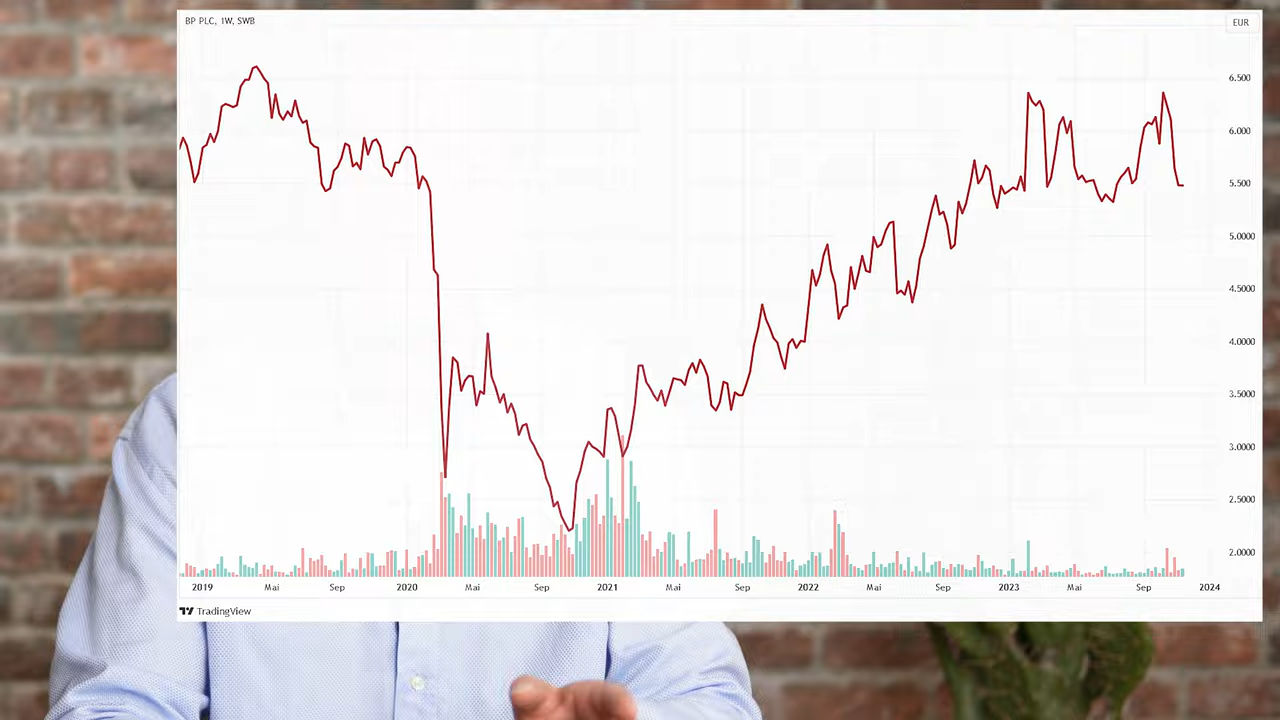 BP PLC, 1W, SWB
EUR
6.500
6.000
5.500
5.0000
4.5000
4.0000
3.5000
3.0000
2.5000
2.0000
2019 Mai Sep 2020 Mai Sep 2021 Mai Sep 2022 Mai Sep 2023 Mai Sep 2024
TradingView